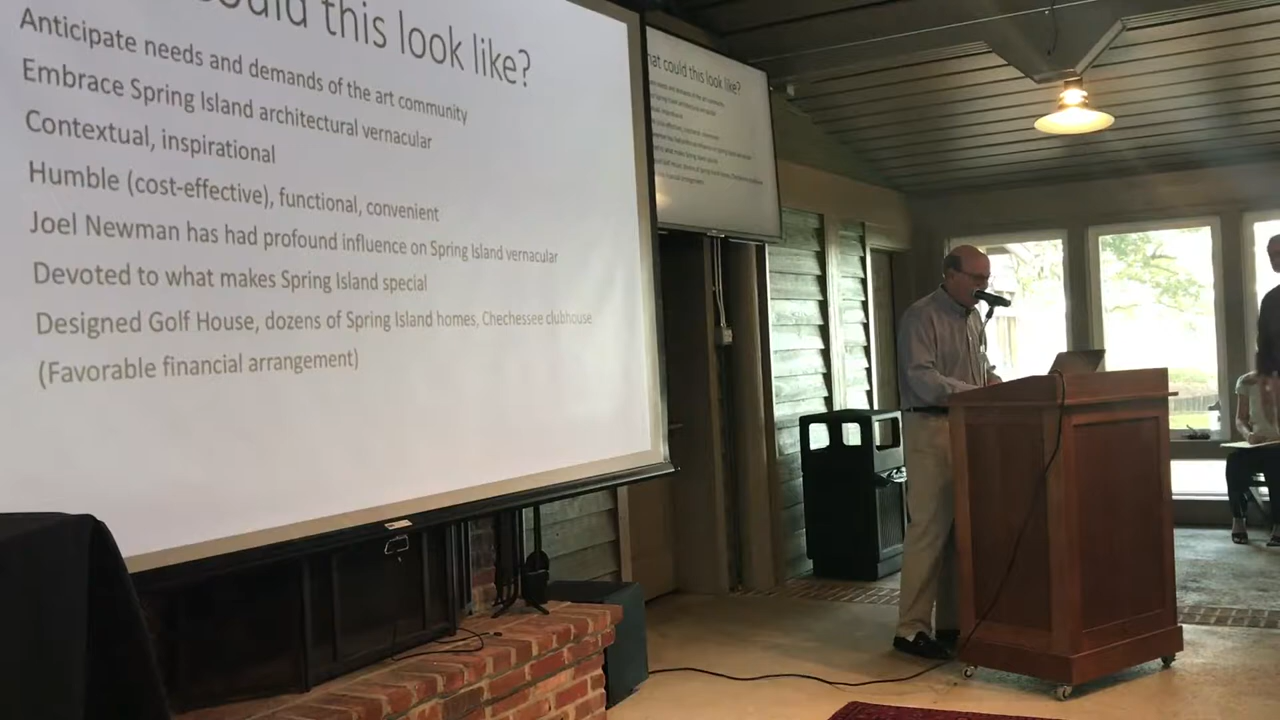 could this look like?
Anticipate needs and demands of the art community
Embrace Spring Island architectural vernacular
Contextual, inspirational
Humble (cost-effective), functional, convenient
Joel Newman has had profound influence on Spring Island vernacular
Devoted to what makes Spring Island special
Designed Golf House, dozens of Spring Island homes, Chechessee clubhouse
(Favorable financial arrangement)
could this look like?